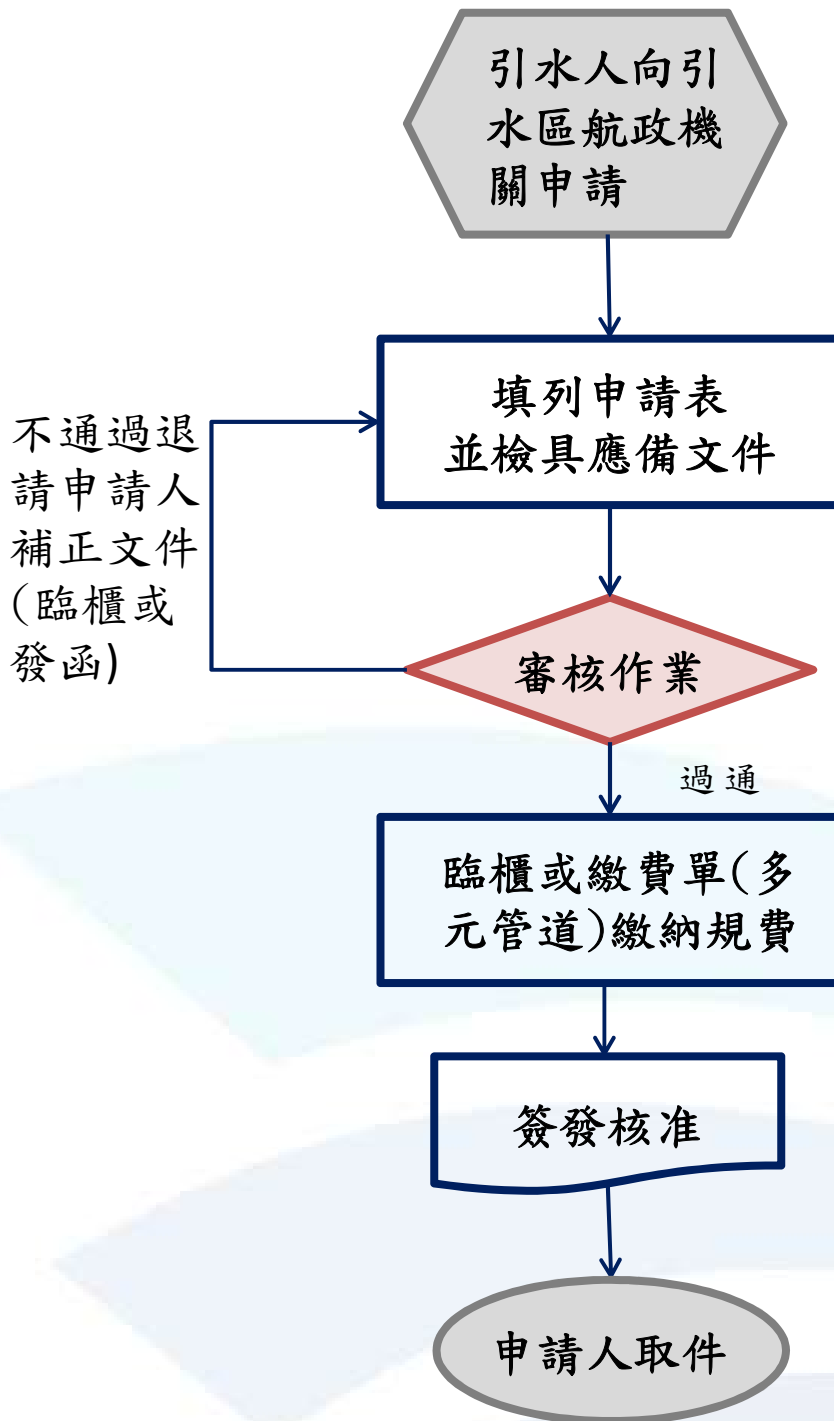 引水人向引
水區航政機
關申請
填列申請表
並檢具應備文件
不通過退
請申請人
補正文件
(臨櫃或
發函)
審核作業
過通
臨櫃或繳費單(多
元管道)繳納規費
簽發核准
申請人取件